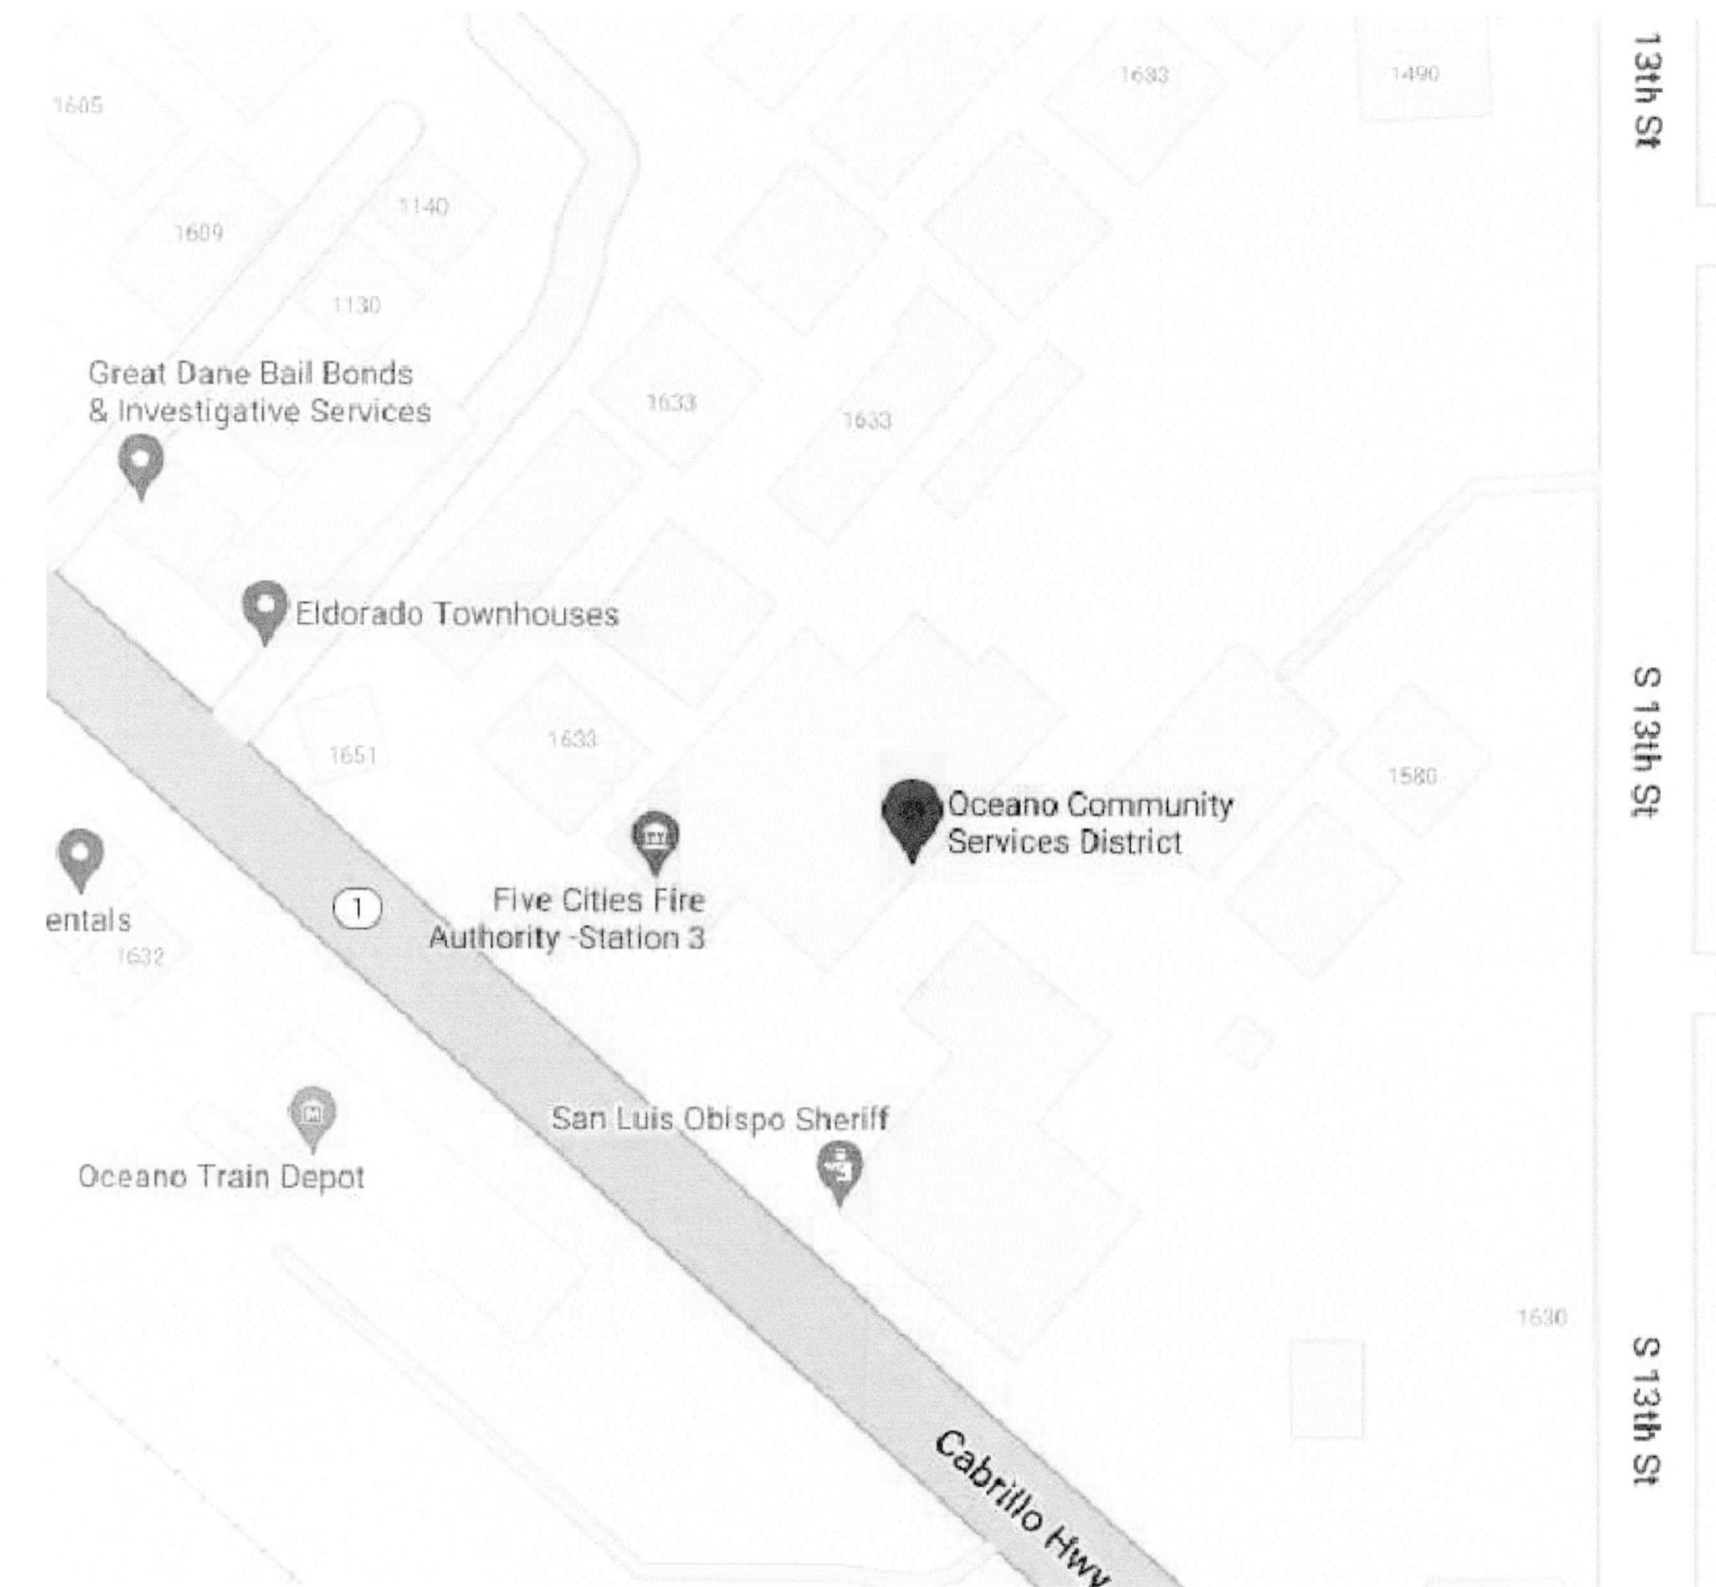 13th St
1633
1490
1605
1140
1609
1130
Great Dane Bail Bonds
& Investigative Services
1633
1633
Eldorado Townhouses
S 13th St
1651
1633
1580
Oceano Community
Services District
1
Five Cities Fire
Authority -Station 3
entals
1632
San Luis Obispo Sheriff
Oceano Train Depot
1630
S 13th St
Cabrillo Hwy